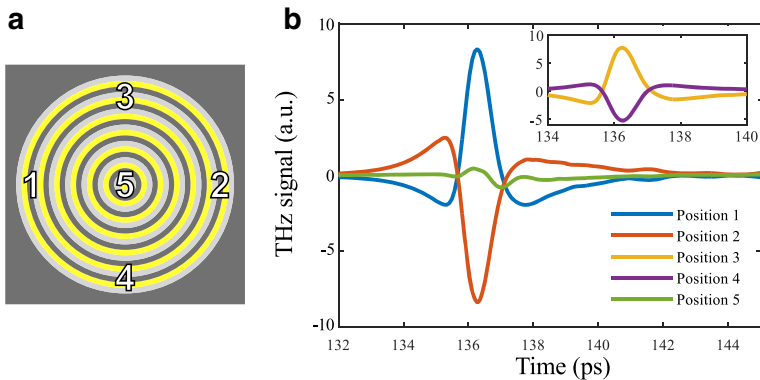 a
3
1 5 2
4
b
10
5
0
-5
-10
THz signal (a.u.)
132 134 136 138 140 142 144
Time (ps)
10
5
0
-5
134 136 138 140
Position 1
Position 2
Position 3
Position 4
Position 5